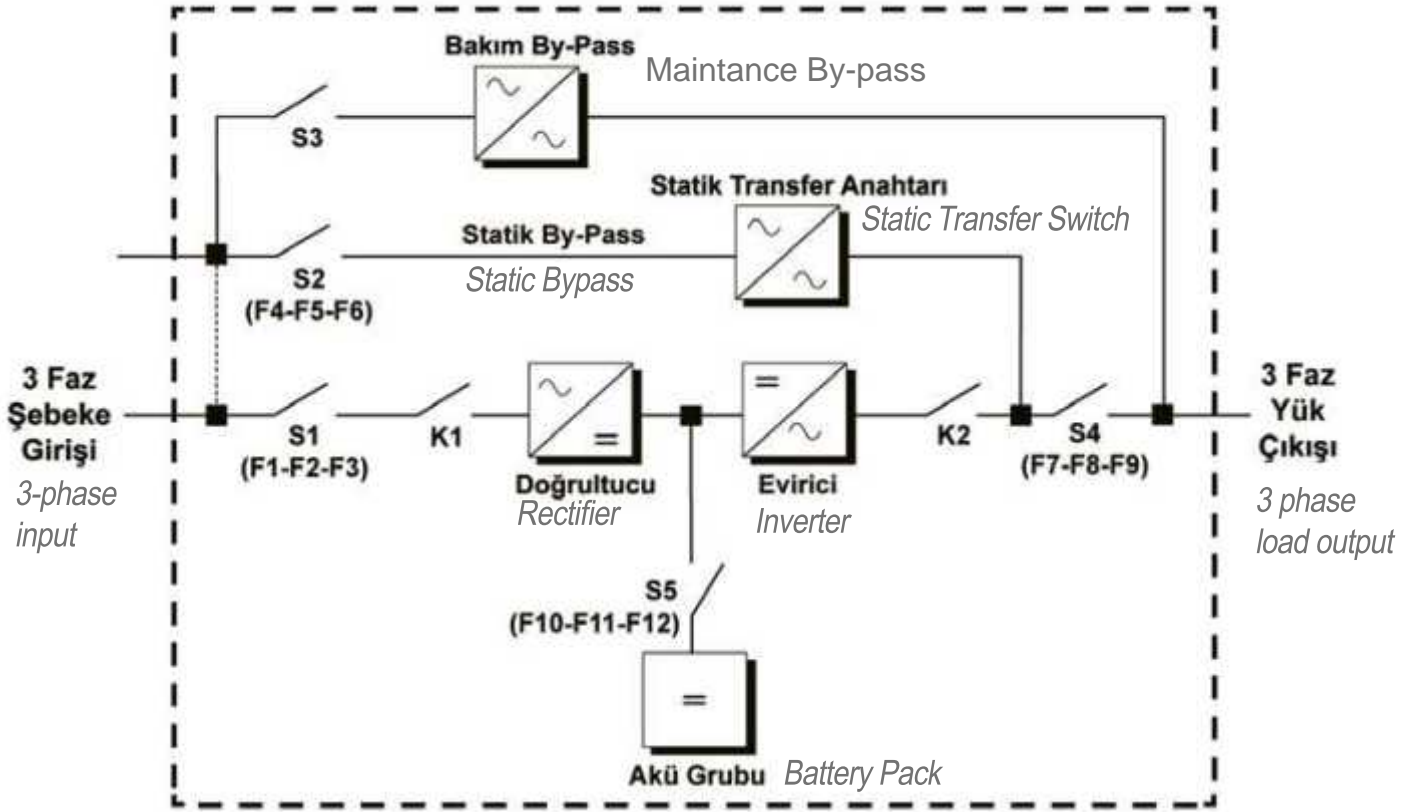 Bakım By-Pass
Maintance By-pass
S3
Statik Transfer Anahtarı
Static Transfer Switch
Statik By-Pass
Static Bypass
S2
(F4-F5-F6)
3 Faz
Şebeke
Girişi
3-phase
input
S1
(F1-F2-F3)
K1
Doğrultucu
Rectifier
Evirici
Inverter
K2
S4
(F7-F8-F9)
3 Faz
Yük
Çıkışı
3 phase
load output
S5
(F10-F11-F12)
Akü Grubu
Battery Pack